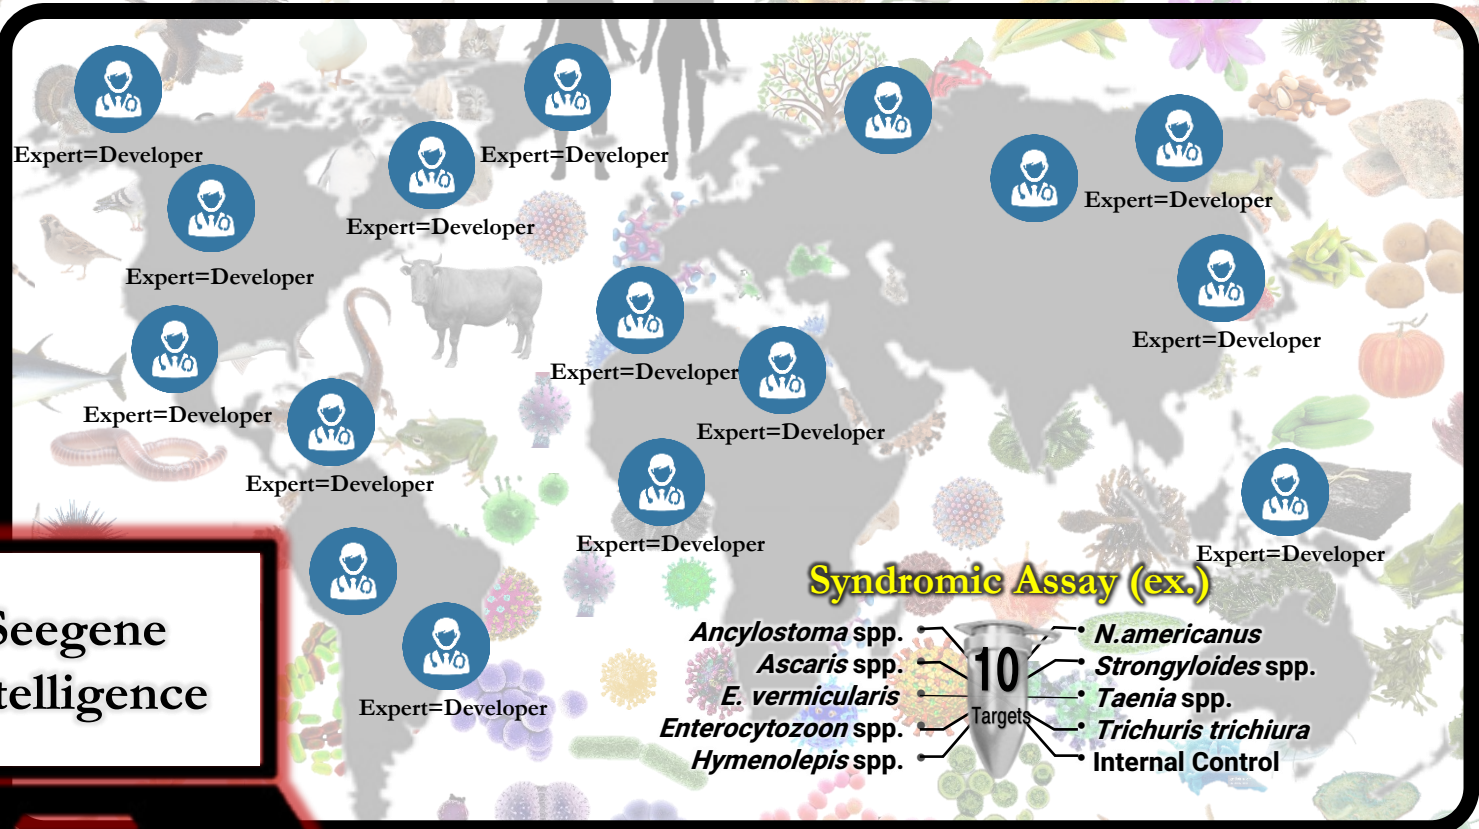 Expert=Developer
Expert=Developer
Expert=Developer
Expert=Developer
Expert=Developer
Expert=Developer
Expert=Developer
Expert=Developer
Expert=Developer
Expert=Developer
Expert=Developer
Expert=Developer
Seegene
telligence
Expert=Developer
Syndromic Assay (ex.)
Ancylostoma spp.
Ascaris spp.
E. vermicularis
Enterocytozoon spp.
Hymenolepis spp.
10
Targets
N.americanus
Strongyloides spp.
Taenia spp.
Trichuris trichiura
Internal Control